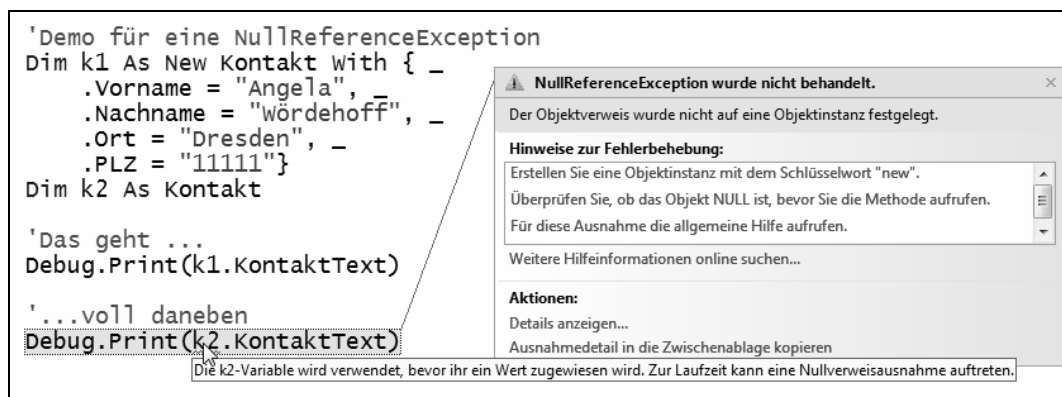 'Demo für eine NullReferenceException
Dim k1 As New Kontakt With { _
.Vorname = "Angela", _
.Nachname = "Wördehoff", _
.Ort = "Dresden", _
.PLZ = "11111"}
Dim k2 As Kontakt
'Das geht ...
Debug.Print(k1.KontaktText)
'...voll daneben
Debug.Print(k2.KontaktText)
Die k2-Variable wird verwendet, bevor ihr ein Wert zugewiesen wird. Zur Laufzeit kann eine Nullverweisausnahme auftreten.
NullReferenceException wurde nicht behandelt.
Der Objektverweis wurde nicht auf eine Objektinstanz festgelegt.
Hinweise zur Fehlerbehebung:
Erstellen Sie eine Objektinstanz mit dem Schlüsselwort "new".
Überprüfen Sie, ob das Objekt NULL ist, bevor Sie die Methode aufrufen.
Für diese Ausnahme die allgemeine Hilfe aufrufen.
Weitere Hilfeinformationen online suchen...
Aktionen:
Details anzeigen...
Ausnahmedetail in die Zwischenablage kopieren